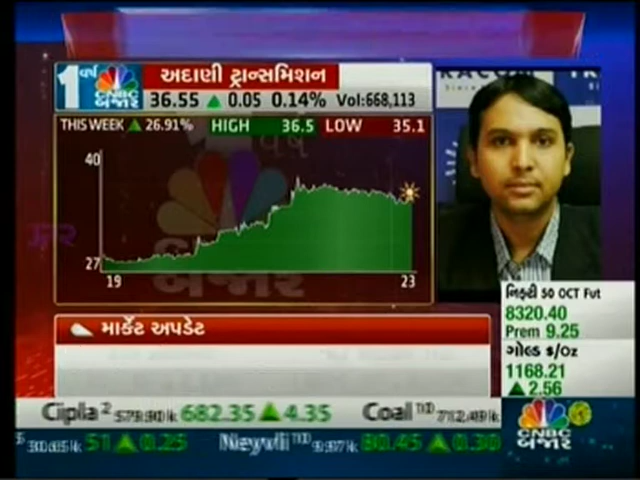 1 વર્ષ
CNBC
બજાર
અદાણી ટ્રાન્સમિશન
36.55 ▲ 0.05 0.14% Vol:668,113
THIS WEEK ▲ 26.91% HIGH 36.5 LOW 35.1
40
27
19 23
માર્કેટ અપડેટ
નિફ્ટી 50 OCT Fut
8320.40
Prem 9.25
ગોલ્ડ $/Oz
1168.21
▲ 2.56
Cipla 682.35 ▲ 4.35 Coal
51 ▲ 0.25 Neyvli 80.45 ▲ 0.30
CNBC
બજાર